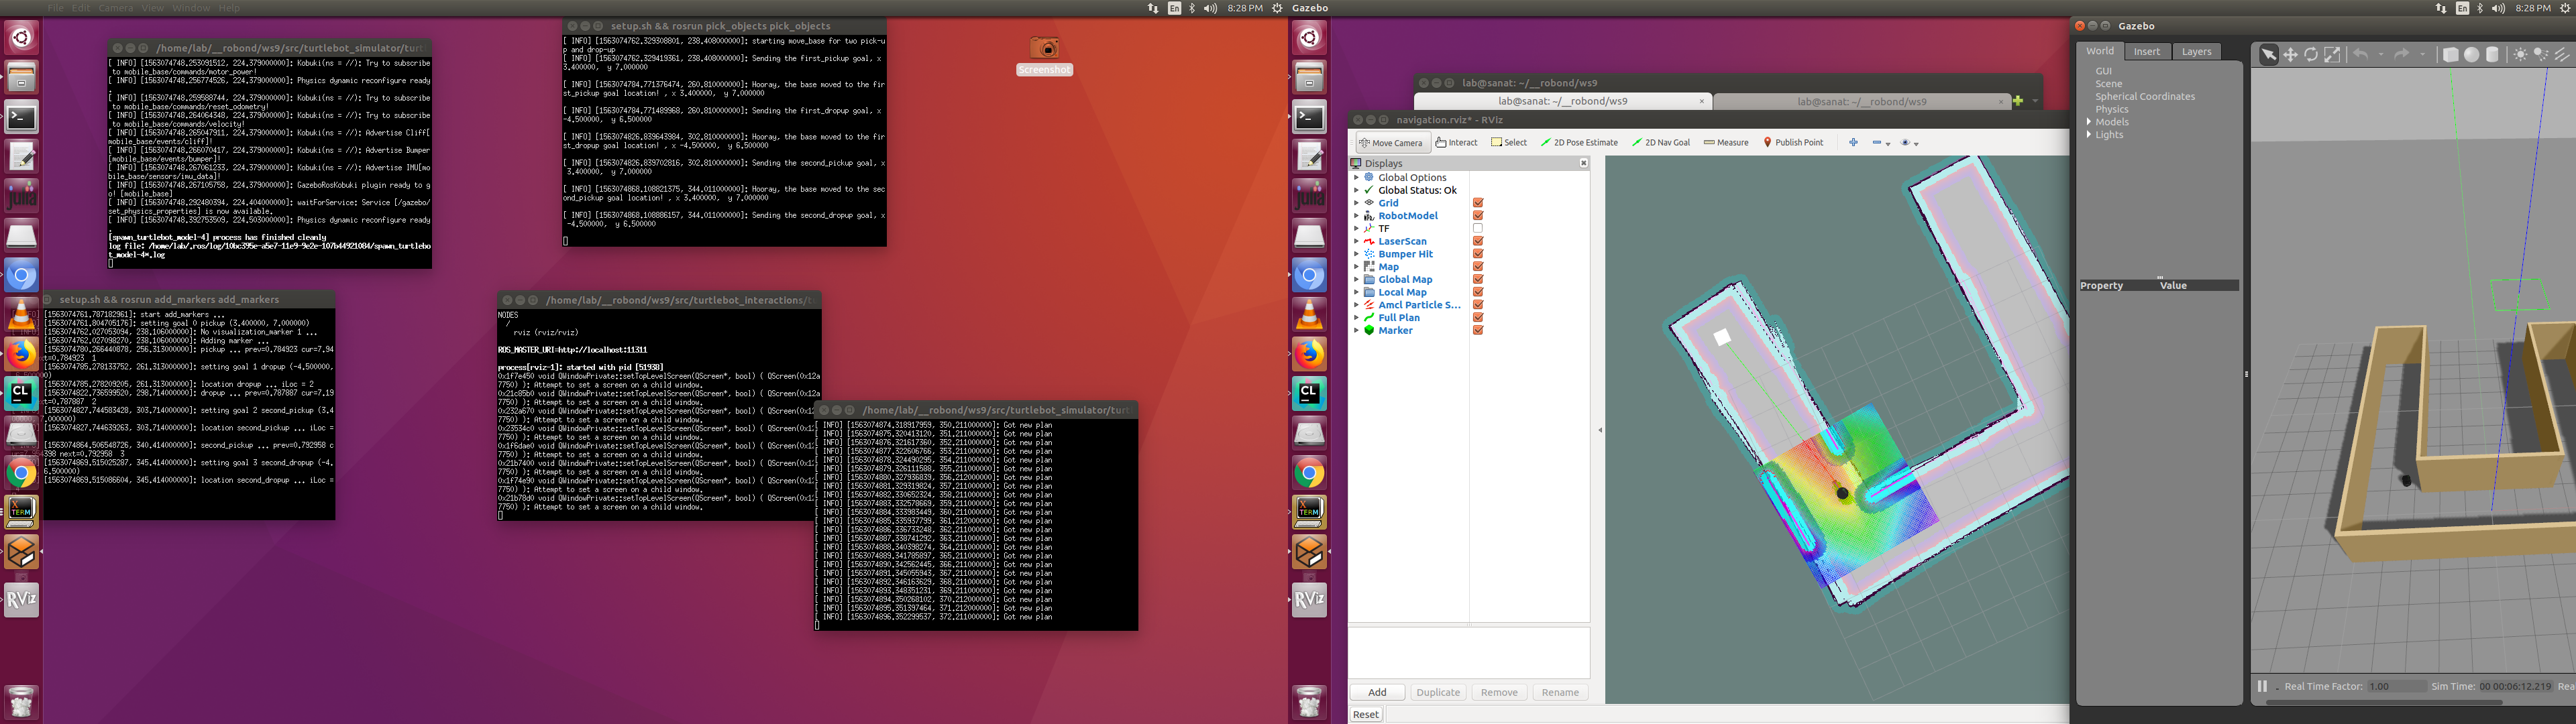 File Edit Camera View Window Help
En
8:28 PM
Gazebo
En
8:28 PM
/home/lab/__robond/ws9/src/turtlebot_simulator/turt
[ INFO] [1563074748.253091512, 224.379000000]: Kobuki(ns = //): Try to subscribe
to mobile_base/commands/motor_power!
[ INFO] [1563074748.256774526, 224.379000000]: Physics dynamic reconfigure ready
.
[ INFO] [1563074748.259588744, 224.379000000]: Kobuki(ns = //): Try to subscribe
to mobile_base/commands/reset_odometry!
[ INFO] [1563074748.264064348, 224.379000000]: Kobuki(ns = //): Try to subscribe
to mobile_base/commands/velocity!
[ INFO] [1563074748.265047911, 224.379000000]: Kobuki(ns = //): Advertise Cliff[
mobile_base/events/cliff]!
[ INFO] [1563074748.266070417, 224.379000000]: Kobuki(ns = //): Advertise Bumper
[mobile_base/events/bumper]!
[ INFO] [1563074748.267061233, 224.379000000]: Kobuki(ns = //): Advertise IMU[mo
bile_base/sensors/imu_data]!
[ INFO] [1563074748.267105758, 224.379000000]: GazeboRosKobuki plugin ready to g
o! [mobile_base]
[ INFO] [1563074748.292480394, 224.404000000]: waitForService: Service [/gazebo/
set_physics_properties] is now available.
[ INFO] [1563074748.332753509, 224.503000000]: Physics dynamic reconfigure ready
.
[spawn_turtlebot_model-4] process has finished cleanly
log file: /home/lab/.ros/log/10bc395e-a5e7-11e9-9e2e-107b44921084/spawn_turtlebo
t_model-4*.log
setup.sh && rosrun pick_objects pick_objects
[ INFO] [1563074762.329308801, 238.408000000]: starting move_base for two pick-u
p and drop-up
[ INFO] [1563074762.329419361, 238.408000000]: Sending the first_pickup goal, x
3.400000, y 7.000000
[ INFO] [1563074784.771376474, 260.810000000]: Hooray, the base moved to the fir
st_pickup goal location! , x 3.400000, y 7.000000
[ INFO] [1563074784.771489968, 260.810000000]: Sending the first_dropup goal, x
-4.500000, y 6.500000
[ INFO] [1563074826.839643984, 302.810000000]: Hooray, the base moved to the fir
st_dropup goal location! , x -4.500000, y 6.500000
[ INFO] [1563074826.839702816, 302.810000000]: Sending the second_pickup goal, x
3.400000, y 7.000000
[ INFO] [1563074868.108821375, 344.011000000]: Hooray, the base moved to the sec
ond_pickup goal location! , x 3.400000, y 7.000000
[ INFO] [1563074868.108886157, 344.011000000]: Sending the second_dropup goal, x
-4.500000, y 6.500000
Screenshot
setup.sh && rosrun add_markers add_markers
[1563074761.787182961]: start add_markers ...
[1563074761.804705176]: setting goal 0 pickup (3.400000, 7.000000)
[1563074762.027053094, 238.106000000]: No visualization_marker 1 ...
[1563074762.027098270, 238.106000000]: Adding marker ...
[1563074780.266440878, 256.313000000]: pickup ... prev=0.784923 cur=7.94
t=0.784923 1
[1563074785.278133752, 261.313000000]: setting goal 1 dropup (-4.500000,
[1563074785.278209205, 261.313000000]: location dropup ... iLoc = 2
[1563074822.736599520, 298.714000000]: dropup ... prev=0.787887 cur=7.19
t=0.787887 2
[1563074827.744583428, 303.714000000]: setting goal 2 second_pickup (3.4
7.000000)
[1563074827.744639263, 303.714000000]: location second_pickup ... iLoc =
[1563074864.506548726, 340.414000000]: second_pickup ... prev=0.792958 c
954398 next=0.792958 3
[1563074869.515025287, 345.414000000]: setting goal 3 second_dropup (-4.
6.500000)
[1563074869.515086604, 345.414000000]: location second_dropup ... iLoc =
/home/lab/__robond/ws9/src/turtlebot_interactions/t
NODES
/
rviz (rviz/rviz)
ROS_MASTER_URI=http://localhost:11311
process[rviz-1]: started with pid [51938]
0x1f7e450 void QWindowPrivate::setTopLevelScreen(QScreen*, bool) ( QScreen(0x12a
7750) ): Attempt to set a screen on a child window.
0x21c85b0 void QWindowPrivate::setTopLevelScreen(QScreen*, bool) ( QScreen(0x12a
7750) ): Attempt to set a screen on a child window.
0x232a670 void QWindowPrivate::setTopLevelScreen(QScreen*, bool) ( QScreen(0x12
7750) ): Attempt to set a screen on a child window.
0x23534c0 void QWindowPrivate::setTopLevelScreen(QScreen*, bool) ( QScreen(0x12
7750) ): Attempt to set a screen on a child window.
0x1f6dae0 void QWindowPrivate::setTopLevelScreen(QScreen*, bool) ( QScreen(0x12
7750) ): Attempt to set a screen on a child window.
0x21b7400 void QWindowPrivate::setTopLevelScreen(QScreen*, bool) ( QScreen(0x12
7750) ): Attempt to set a screen on a child window.
0x1f74e90 void QWindowPrivate::setTopLevelScreen(QScreen*, bool) ( QScreen(0x12
7750) ): Attempt to set a screen on a child window.
0x21b78d0 void QWindowPrivate::setTopLevelScreen(QScreen*, bool) ( QScreen(0x12
7750) ): Attempt to set a screen on a child window.
/home/lab/__robond/ws9/src/turtlebot_simulator/turt
[ INFO] [1563074874.318917959, 350.211000000]: Got new plan
[ INFO] [1563074875.320413120, 351.211000000]: Got new plan
[ INFO] [1563074876.321617360, 352.211000000]: Got new plan
[ INFO] [1563074877.322606766, 353.211000000]: Got new plan
[ INFO] [1563074878.324490295, 354.211000000]: Got new plan
[ INFO] [1563074879.326111588, 355.211000000]: Got new plan
[ INFO] [1563074880.327936839, 356.212000000]: Got new plan
[ INFO] [1563074881.329319824, 357.211000000]: Got new plan
[ INFO] [1563074882.330652324, 358.211000000]: Got new plan
[ INFO] [1563074883.332578669, 359.211000000]: Got new plan
[ INFO] [1563074884.333983449, 360.211000000]: Got new plan
[ INFO] [1563074885.335937799, 361.212000000]: Got new plan
[ INFO] [1563074886.336733248, 362.211000000]: Got new plan
[ INFO] [1563074887.338741292, 363.211000000]: Got new plan
[ INFO] [1563074888.340398274, 364.211000000]: Got new plan
[ INFO] [1563074889.341785897, 365.211000000]: Got new plan
[ INFO] [1563074890.342562445, 366.211000000]: Got new plan
[ INFO] [1563074891.345055943, 367.211000000]: Got new plan
[ INFO] [1563074892.346163629, 368.211000000]: Got new plan
[ INFO] [1563074893.348351231, 369.211000000]: Got new plan
[ INFO] [1563074894.350268102, 370.212000000]: Got new plan
[ INFO] [1563074895.351397464, 371.212000000]: Got new plan
[ INFO] [1563074896.352299537, 372.211000000]: Got new plan
lab@sanat: ~/__robond/ws9
lab@sanat: ~/__robond/ws9
lab@sanat: ~/__robond/ws9
navigation.rviz* - RViz
Move Camera
Interact
Select
2D Pose Estimate
2D Nav Goal
Measure
Publish Point
Displays
Global Options
Global Status: Ok
Grid
RobotModel
TF
LaserScan
Bumper Hit
Map
Global Map
Local Map
Amcl Particle S...
Full Plan
Marker
Add
Duplicate
Remove
Rename
Reset
Gazebo
World
Insert
Layers
GUI
Scene
Spherical Coordinates
Physics
Models
Lights
Property
Value
Real Time Factor: 1.00
Sim Time: 00 00:06:12.219
Rea
julia
CL
XTERM
RViz
julia
CL
XTERM
RViz